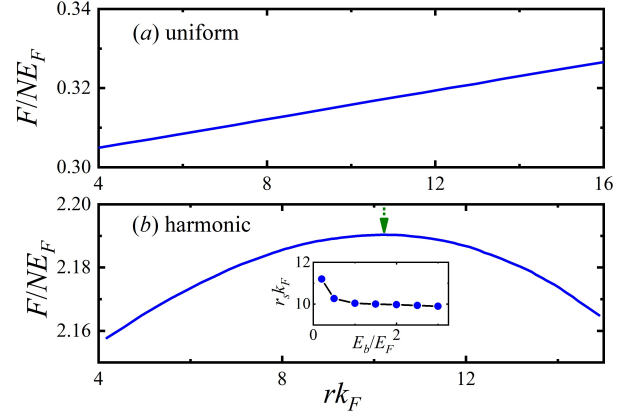 0.34
(a) uniform
F/NE_F
0.32
0.30
4 8 12 16
2.20
(b) harmonic
F/NE_F
2.18
2.16
12
r_sk_F
10
0 2
E_b/E_F
4 8 12
rk_F